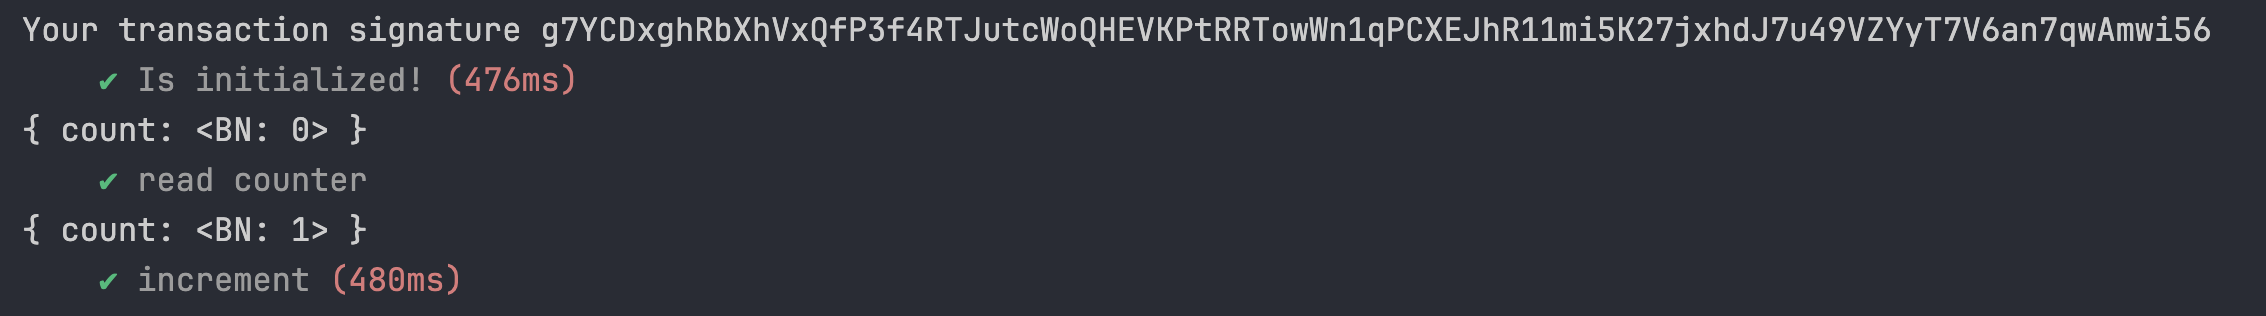 Your transaction signature g7YCDxghRbXhVxQfP3f4RTJutcWoQHEVKPtRRTowWn1qPCXEJhR11mi5K27jxhdJ7u49VZYyT7V6an7qwAmwi56
✔ Is initialized! (476ms)
{ count: <BN: 0> }
✔ read counter
{ count: <BN: 1> }
✔ increment (480ms)